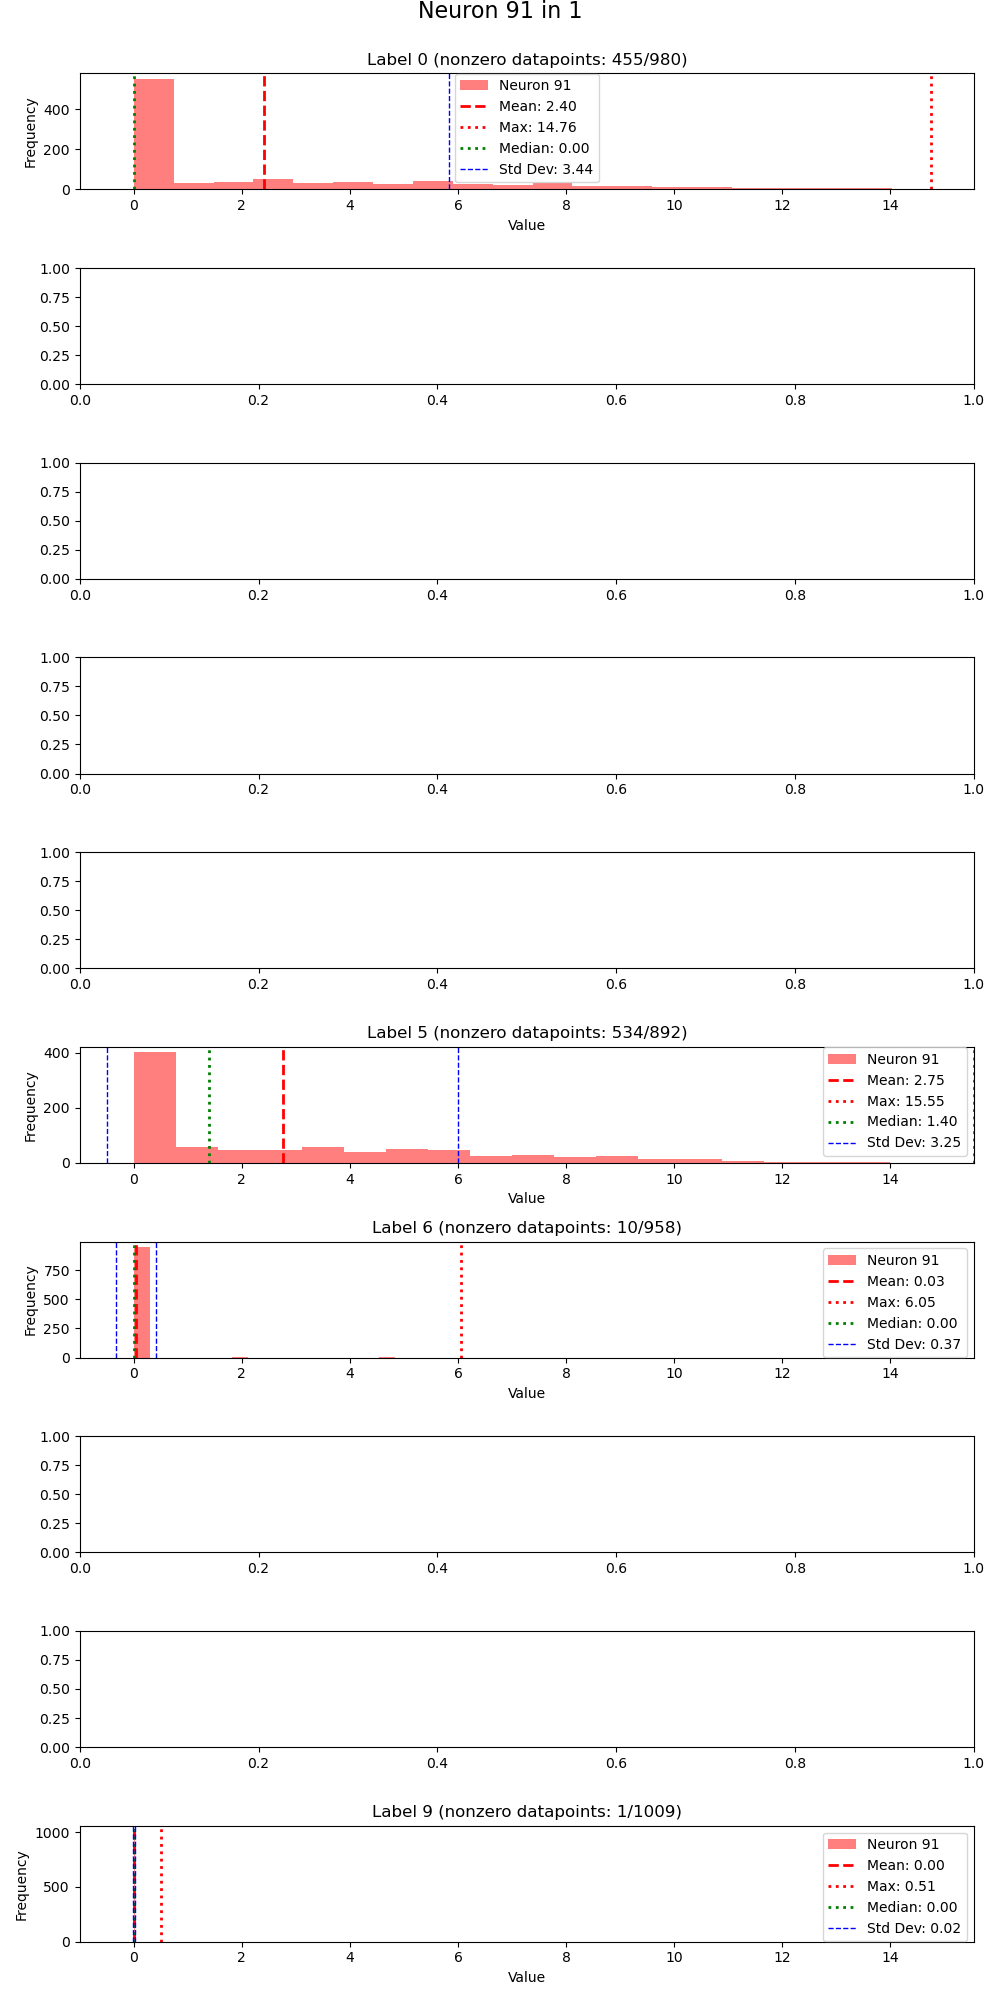 Neuron 91 in 1
Label 0 (nonzero datapoints: 455/980)
Frequency
400
200
0
Neuron 91
Mean: 2.40
Max: 14.76
Median: 0.00
Std Dev: 3.44
0 2 4 6 8 10 12 14
Value
1.00
0.75
0.50
0.25
0.00
0.0 0.2 0.4 0.6 0.8 1.0
1.00
0.75
0.50
0.25
0.00
0.0 0.2 0.4 0.6 0.8 1.0
1.00
0.75
0.50
0.25
0.00
0.0 0.2 0.4 0.6 0.8 1.0
1.00
0.75
0.50
0.25
0.00
0.0 0.2 0.4 0.6 0.8 1.0
Label 5 (nonzero datapoints: 534/892)
Frequency
400
200
0
Neuron 91
Mean: 2.75
Max: 15.55
Median: 1.40
Std Dev: 3.25
0 2 4 6 8 10 12 14
Value
Label 6 (nonzero datapoints: 10/958)
Frequency
750
500
250
0
Neuron 91
Mean: 0.03
Max: 6.05
Median: 0.00
Std Dev: 0.37
0 2 4 6 8 10 12 14
Value
1.00
0.75
0.50
0.25
0.00
0.0 0.2 0.4 0.6 0.8 1.0
1.00
0.75
0.50
0.25
0.00
0.0 0.2 0.4 0.6 0.8 1.0
Label 9 (nonzero datapoints: 1/1009)
Frequency
1000
500
0
Neuron 91
Mean: 0.00
Max: 0.51
Median: 0.00
Std Dev: 0.02
0 2 4 6 8 10 12 14
Value